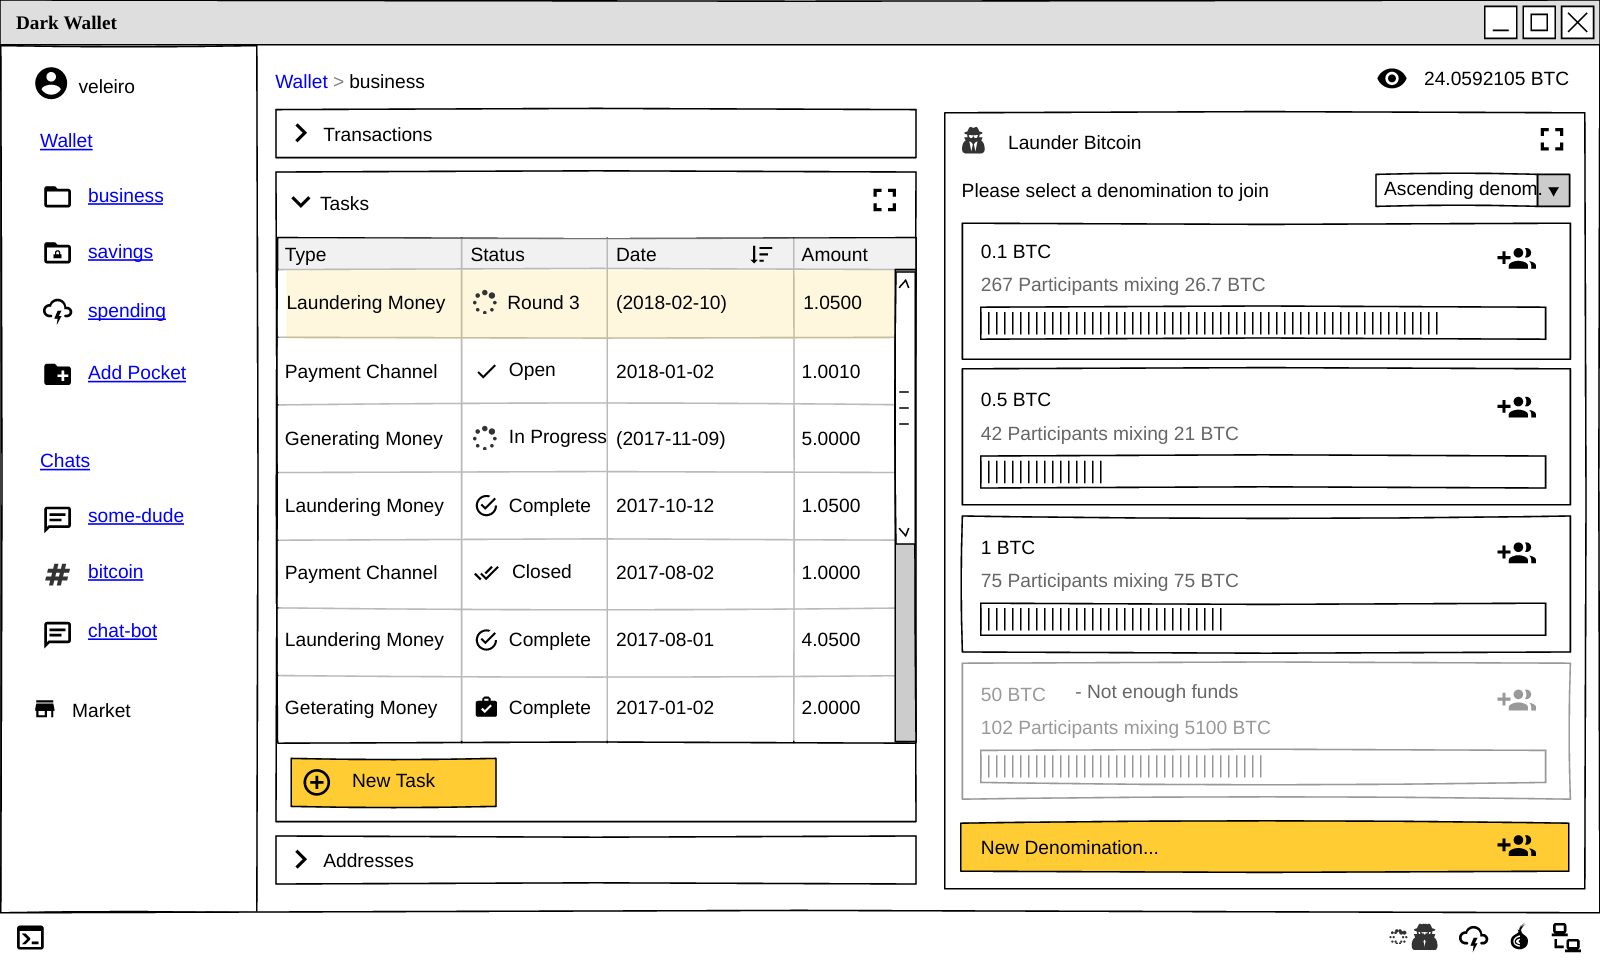 Dark Wallet
veleiro
Wallet
business
savings
spending
Add Pocket
Chats
some-dude
bitcoin
chat-bot
Market
Wallet > business
24.0592105 BTC
Transactions
Tasks
Type Status Date Amount
Laundering Money Round 3 (2018-02-10) 1.0500
Payment Channel Open 2018-01-02 1.0010
Generating Money In Progress (2017-11-09) 5.0000
Laundering Money Complete 2017-10-12 1.0500
Payment Channel Closed 2017-08-02 1.0000
Laundering Money Complete 2017-08-01 4.0500
Geterating Money Complete 2017-01-02 2.0000
New Task
Addresses
Launder Bitcoin
Please select a denomination to join
Ascending denom.
0.1 BTC
267 Participants mixing 26.7 BTC
0.5 BTC
42 Participants mixing 21 BTC
1 BTC
75 Participants mixing 75 BTC
50 BTC - Not enough funds
102 Participants mixing 5100 BTC
New Denomination...